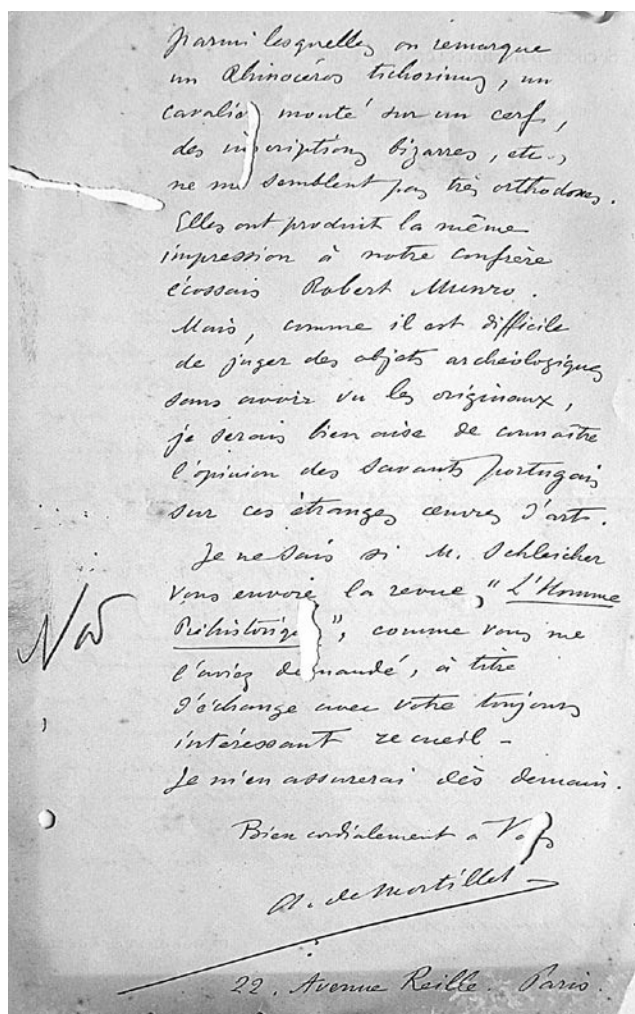 parmi lesquelles on remarque
un Rhinocéros tichorinus, un
cavalier monté sur un cerf,
des inscriptions bizarres, etc.,
ne me semblent pas très orthodoxes.
Elles ont produit la même
impression à notre confrère
écossais Robert Munro.
Mais, comme il est difficile
de juger des objets archéologiques
sans avoir vu les originaux,
je serais bien aise de connaître
l'opinion des savants portugais
sur ces étranges œuvres d'art.
Je ne sais si M. Schleicher
vous envoie la revue, "L'Homme
Préhistorique", comme vous me
Não
l'aviez demandé, à titre
d'échange avec votre toujours
intéressant recueil –
Je m'en assurerai dès demain.
Bien cordialement à Vous
A. de Mortillet
22, Avenue Reille. Paris.